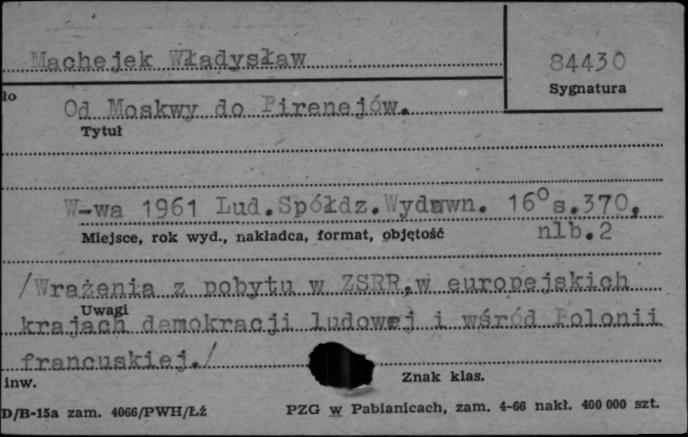 Machejek Władysław
84430
Sygnatura
ło
Od Moskwy do Pirenejów.
Tytuł
W-wa 1961 Lud.Spółdz.Wydawn. 16° s.370,
Miejsce, rok wyd., nakładca, format, objętość
nlb.2
/Wrażenia z pobytu w ZSRR,w europejskich
Uwagi
krajach demokracji ludowej i wśród Polonii
francuskiej./
inw.
Znak klas.
D/B-15a zam. 4066/PWH/Łź
PZG w Pabianicach, zam. 4-66 nakł. 400 000 szt.